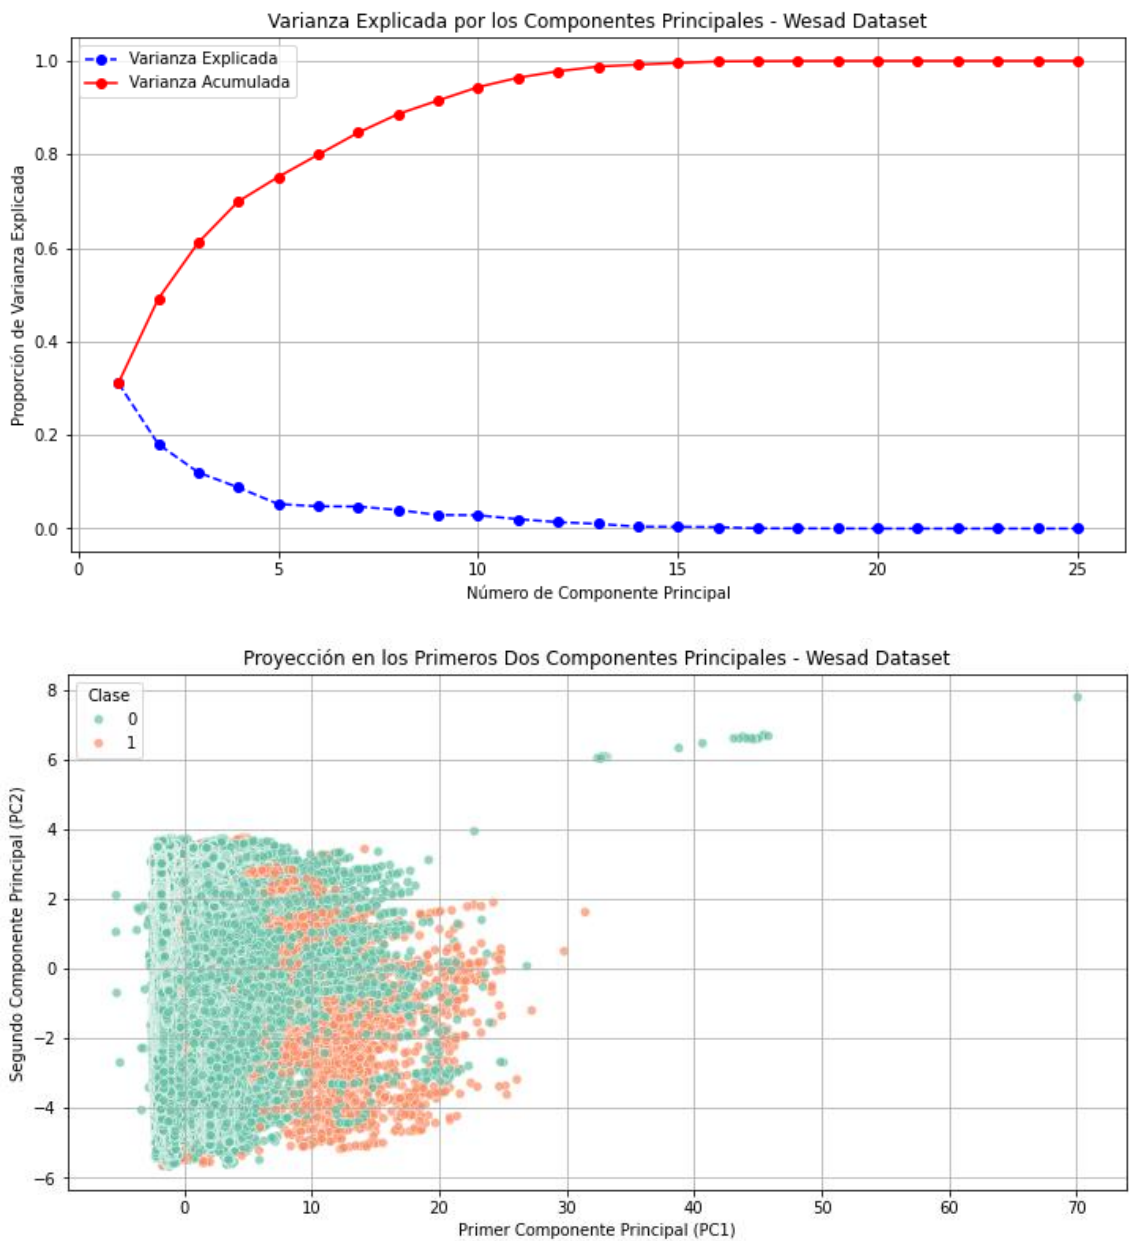 Varianza Explicada por los Componentes Principales - Wesad Dataset
Varianza Explicada
Varianza Acumulada
Proporción de Varianza Explicada
1.0
0.8
0.6
0.4
0.2
0.0
0 5 10 15 20 25
Número de Componente Principal
Proyección en los Primeros Dos Componentes Principales - Wesad Dataset
Clase
0
1
Segundo Componente Principal (PC2)
8
6
4
2
0
−2
−4
−6
0 10 20 30 40 50 60 70
Primer Componente Principal (PC1)